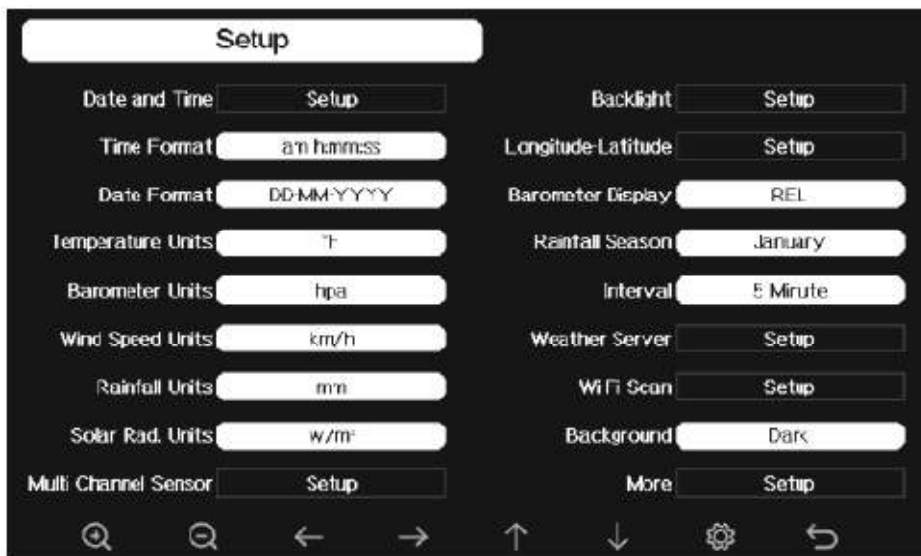 Setup
Date and Time Setup
Time Format am h:mm:ss
Date Format DD-MM-YYYY
Temperature Units
Barometer Units hpa
Wind Speed Units km/h
Rainfall Units mm
Solar Rad. Units w/m²
Multi Channel Sensor Setup
Backlight Setup
Longitude-Latitude Setup
Barometer Display REL
Rainfall Season January
Interval 5 Minute
Weather Server Setup
WiFi Scan Setup
Background Dark
More Setup